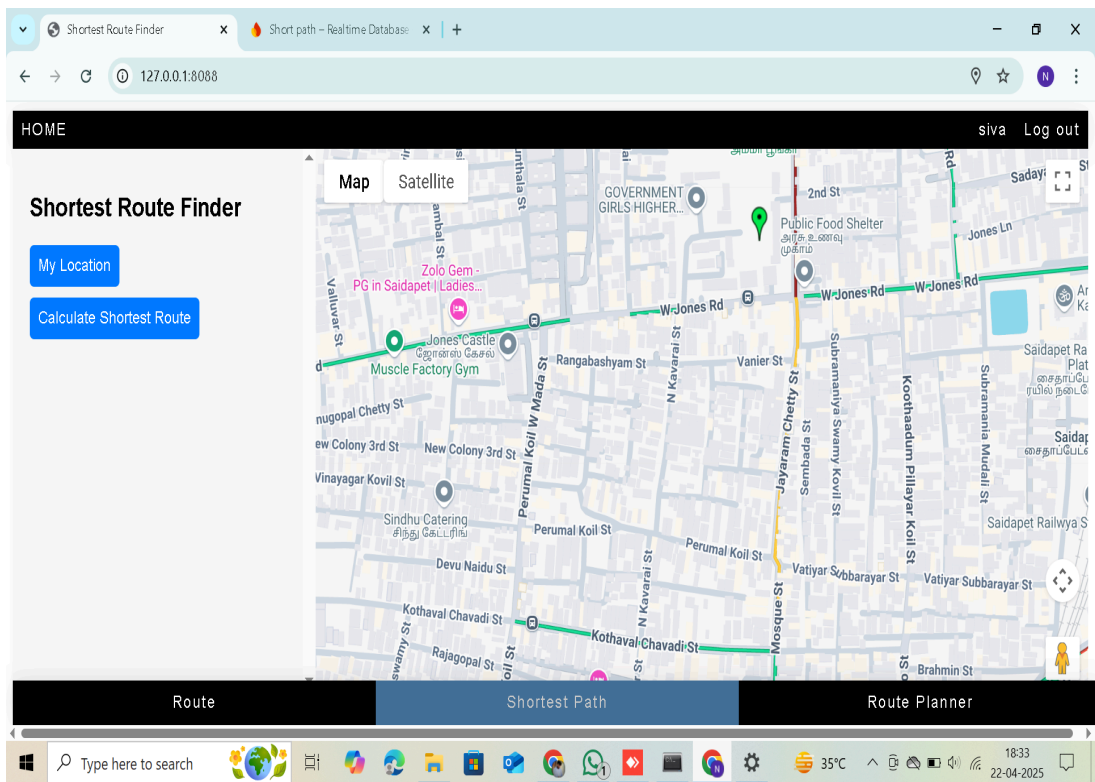 Shortest Route Finder
Short path – Realtime Database
127.0.0.1:8088
N
HOME
siva
Log out
Shortest Route Finder
My Location
Calculate Shortest Route
Map
Satellite
GOVERNMENT
GIRLS HIGHER...
2nd St
Public Food Shelter
அரசு உணவு
முகாம்
Jones Ln
Zolo Gem -
PG in Saidapet | Ladies...
Valluvar St
W Jones Rd
W Jones Rd
W Jones Rd
Jones Castle
ஜோன்ஸ் கேசல்
Muscle Factory Gym
Rangabashyam St
Vanier St
N Kavarai St
Perumal Koil W Mada St
Jayaram Chetty St
Sembada St
Subramaniya Swamy Kovil St
Koothaadum Pillayar Koil St
Subramania Mudali St
nugopal Chetty St
ew Colony 3rd St
New Colony 3rd St
Vinayagar Kovil St
Sindhu Catering
சிந்து கேட்டரிங்
Perumal Koil St
Perumal Koil St
Devu Naidu St
N Kavarai St
Vatiyar Subbarayar St
Vatiyar Subbarayar St
Saidapet Railwya S
Kothaval Chavadi St
Kothaval Chavadi St
Mosque St
Rajagopal St
Brahmin St
Route
Shortest Path
Route Planner
Type here to search
35°C
18:33
22-04-2025